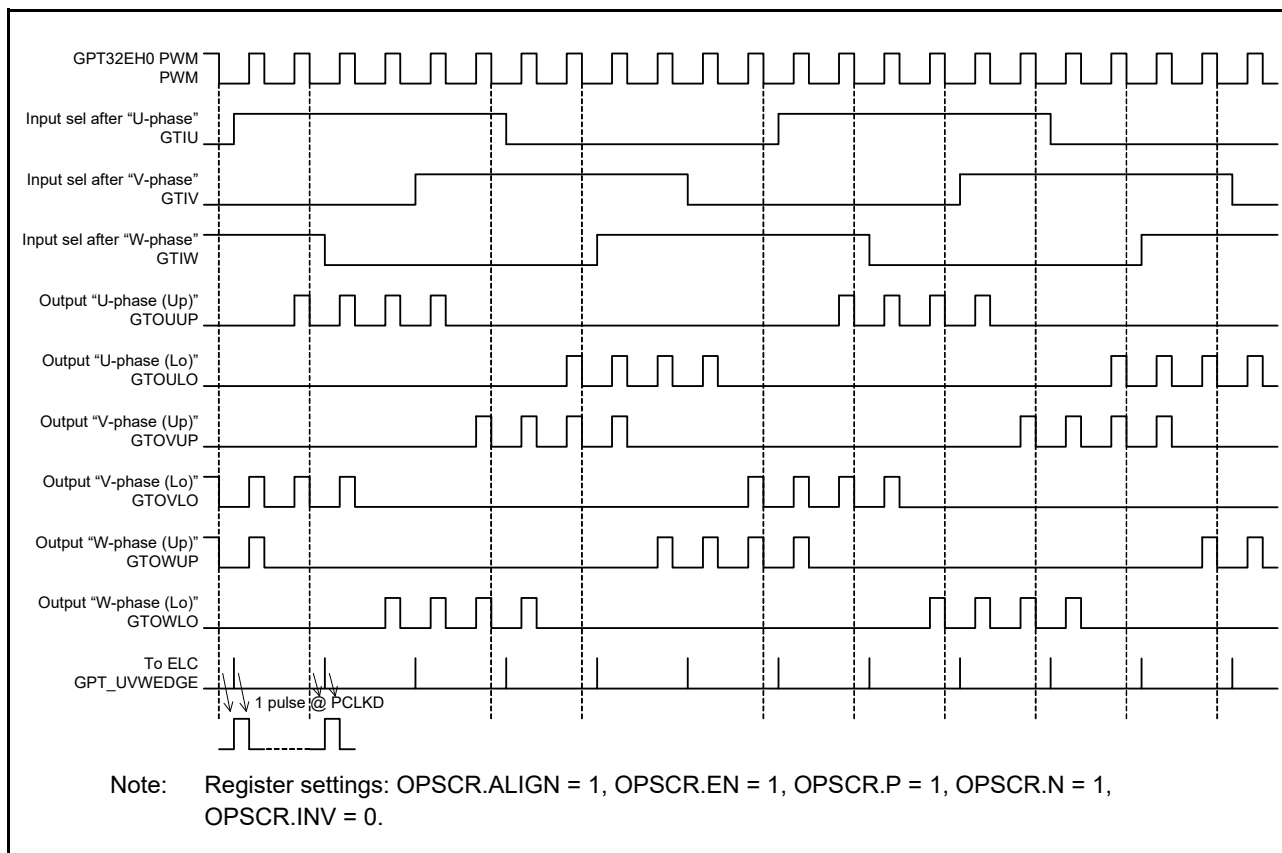 GPT32EH0 PWM
PWM
Input sel after “U-phase”
GTIU
Input sel after “V-phase”
GTIV
Input sel after “W-phase”
GTIW
Output “U-phase (Up)”
GTOUUP
Output “U-phase (Lo)”
GTOULO
Output “V-phase (Up)”
GTOVUP
Output “V-phase (Lo)”
GTOVLO
Output “W-phase (Up)”
GTOWUP
Output “W-phase (Lo)”
GTOWLO
To ELC
GPT_UVWEDGE
1 pulse @ PCLKD
Note: Register settings: OPSCR.ALIGN = 1, OPSCR.EN = 1, OPSCR.P = 1, OPSCR.N = 1,
OPSCR.INV = 0.